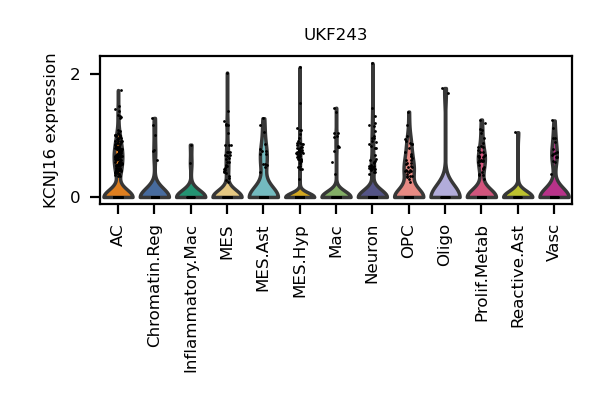 UKF243
KCNJ16 expression
2
0
AC
Chromatin.Reg
Inflammatory.Mac
MES
MES.Ast
MES.Hyp
Mac
Neuron
OPC
Oligo
Prolif.Metab
Reactive.Ast
Vasc